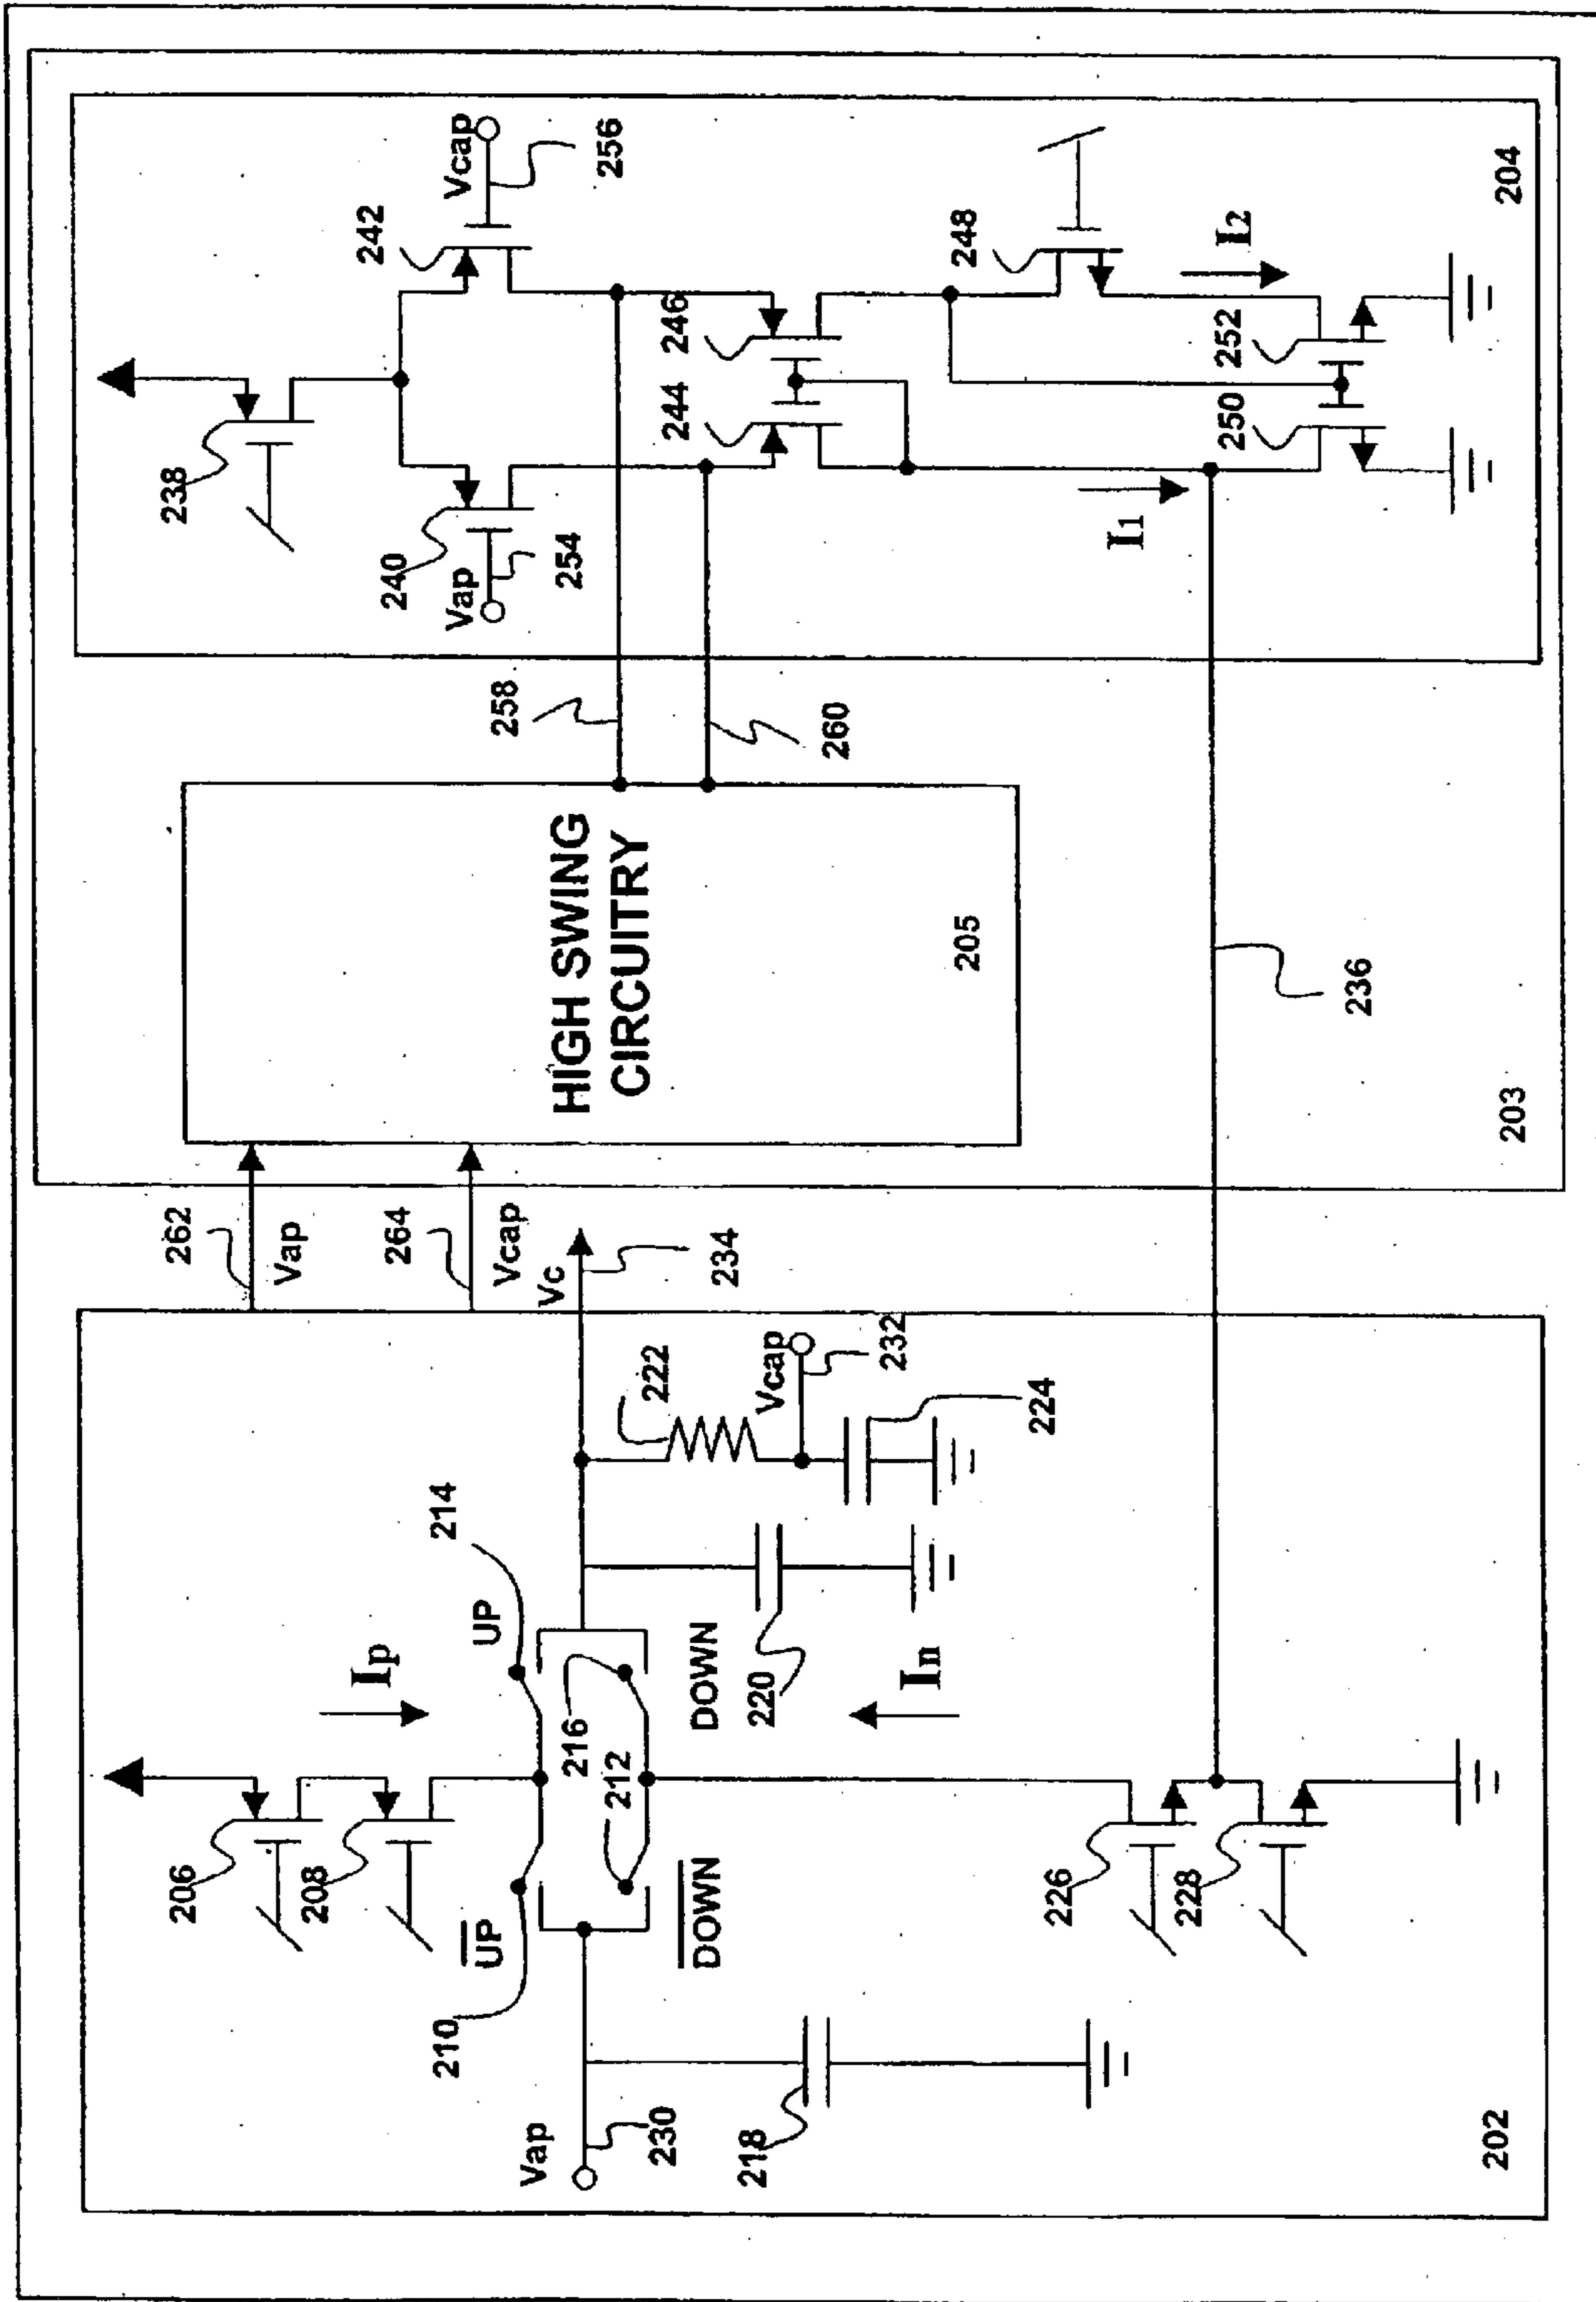 206
208
Ip
UP
210
UP
214
216
212
DOWN
DOWN
Vap
230
218
220
222
Vcap
232
224
Vc
234
In
226
228
202
262
Vap
264
Vcap
HIGH SWING
CIRCUITRY
205
258
260
236
203
238
240
Vap
254
242
Vcap
256
244
246
248
I1
I2
250
252
204